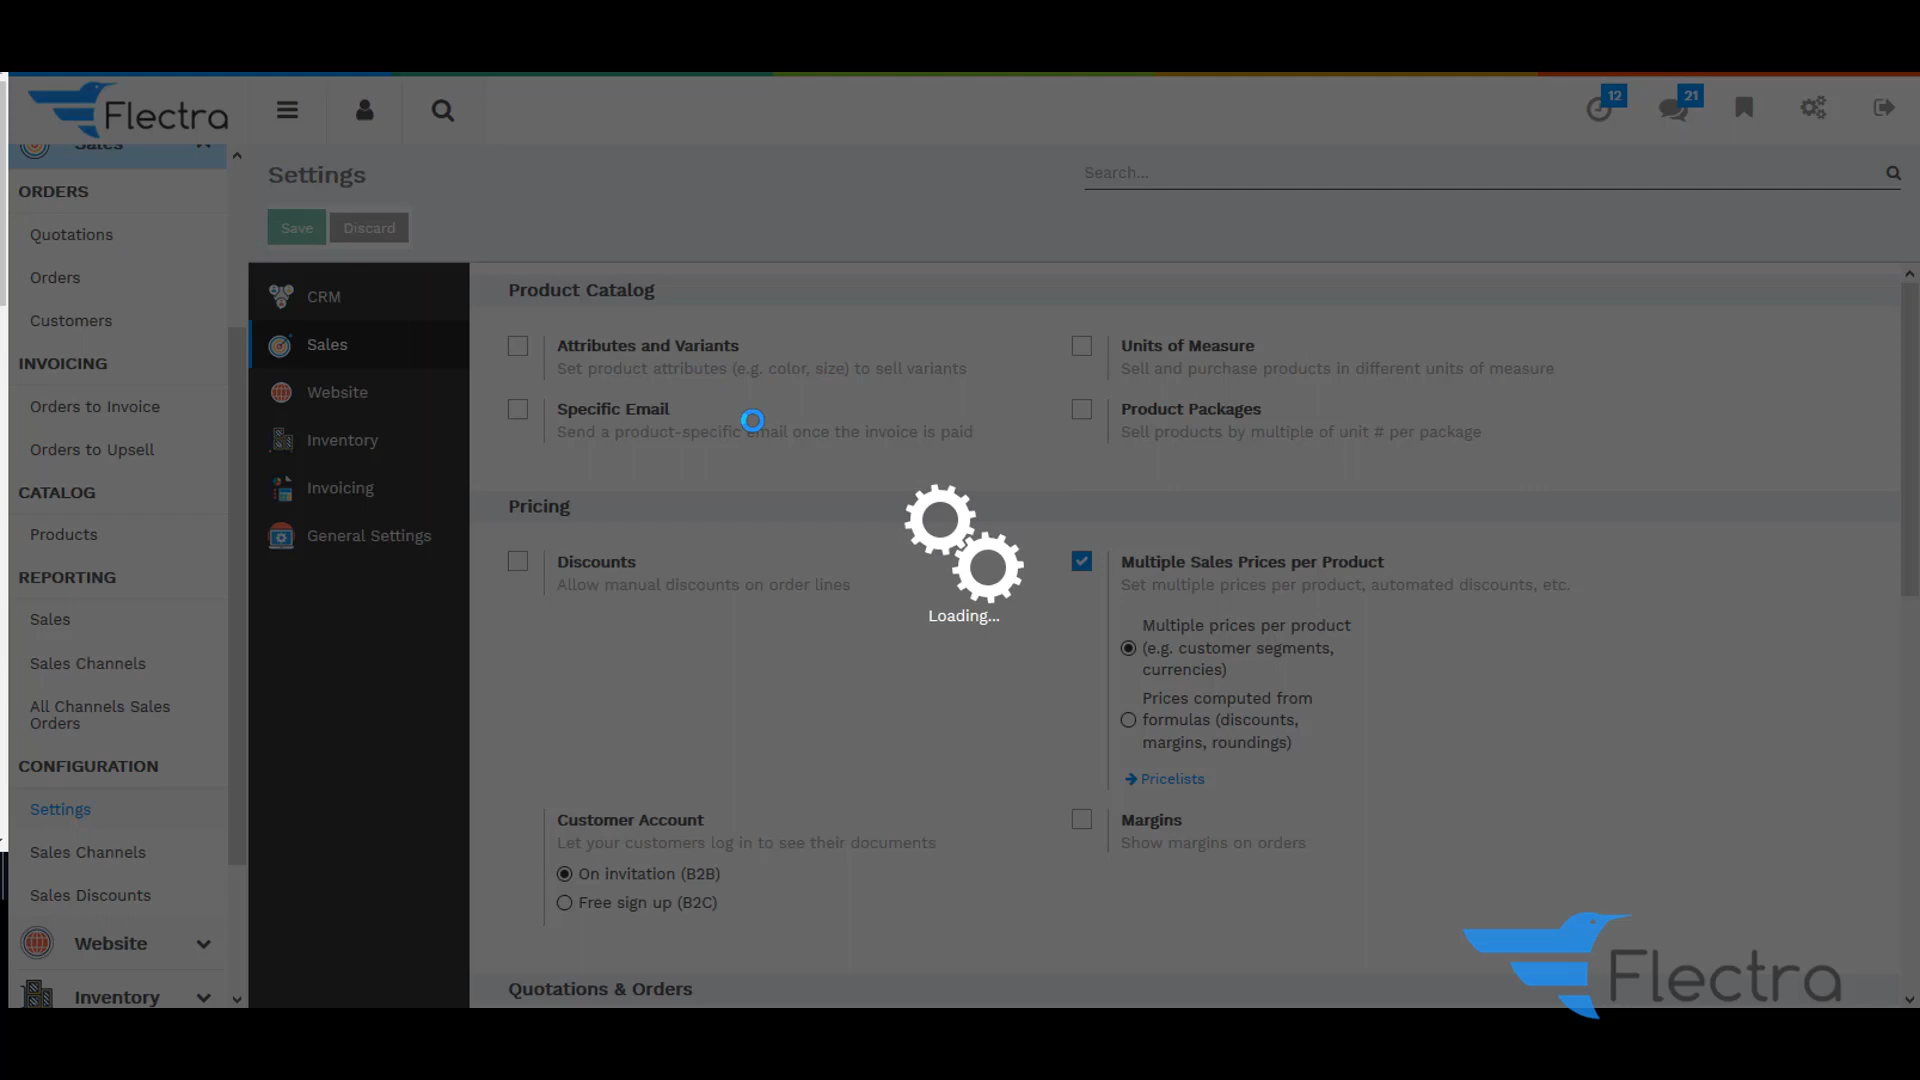 Flectra
12
21
Sales
ORDERS
Quotations
Orders
Customers
INVOICING
Orders to Invoice
Orders to Upsell
CATALOG
Products
REPORTING
Sales
Sales Channels
All Channels Sales
Orders
CONFIGURATION
Settings
Sales Channels
Sales Discounts
Website
Inventory
Settings
Search...
Save
Discard
CRM
Sales
Website
Inventory
Invoicing
General Settings
Product Catalog
Attributes and Variants
Set product attributes (e.g. color, size) to sell variants
Units of Measure
Sell and purchase products in different units of measure
Specific Email
Send a product-specific email once the invoice is paid
Product Packages
Sell products by multiple of unit # per package
Pricing
Discounts
Allow manual discounts on order lines
Multiple Sales Prices per Product
Set multiple prices per product, automated discounts, etc.
Multiple prices per product
(e.g. customer segments,
currencies)
Prices computed from
formulas (discounts,
margins, roundings)
Pricelists
Loading...
Customer Account
Let your customers log in to see their documents
On invitation (B2B)
Free sign up (B2C)
Margins
Show margins on orders
Quotations & Orders
Flectra